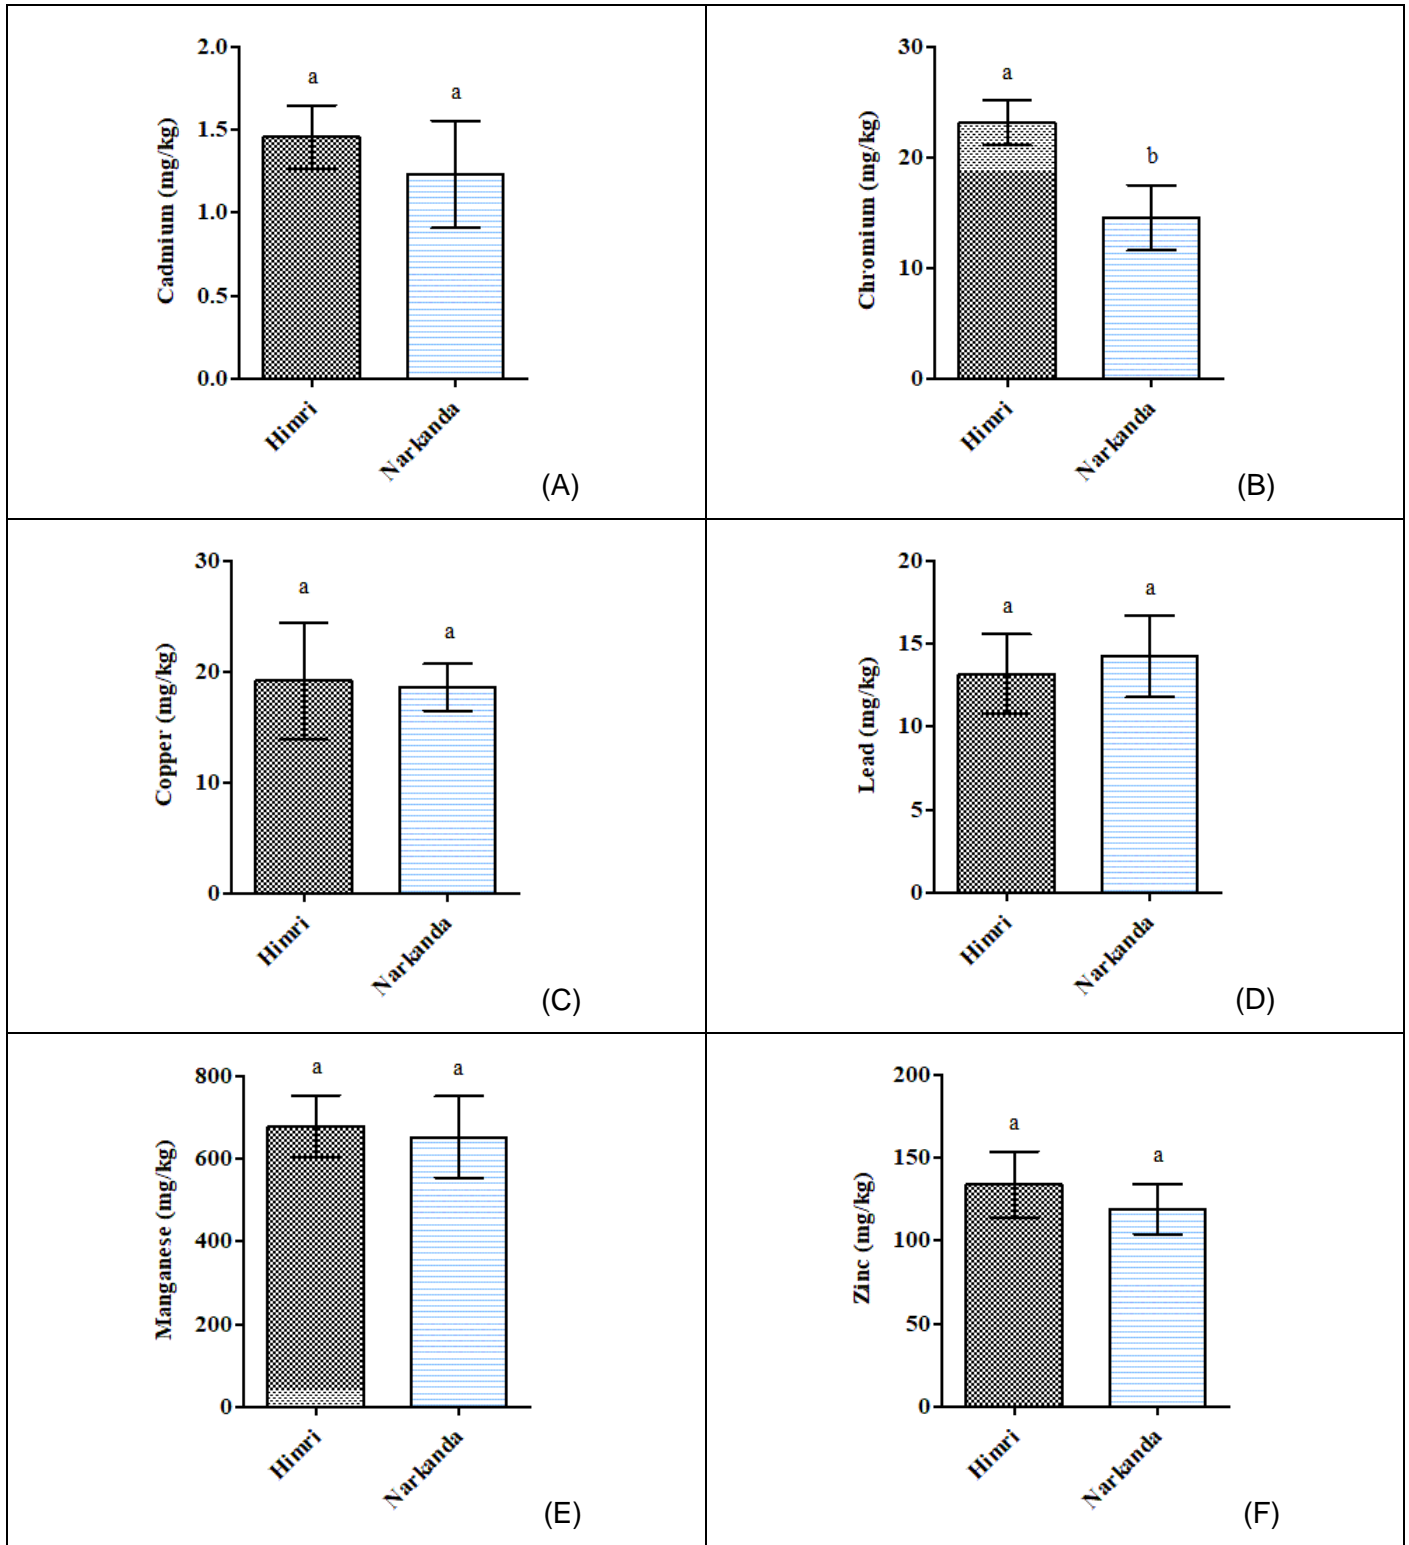 Cadmium (mg/kg)
2.0
1.5
1.0
0.5
0.0
a
a
Himri
Narkanda
(A)
Chromium (mg/kg)
30
20
10
0
a
b
Himri
Narkanda
(B)
Copper (mg/kg)
30
20
10
0
a
a
Himri
Narkanda
(C)
Lead (mg/kg)
20
15
10
5
0
a
a
Himri
Narkanda
(D)
Manganese (mg/kg)
800
600
400
200
0
a
a
Himri
Narkanda
(E)
Zinc (mg/kg)
200
150
100
50
0
a
a
Himri
Narkanda
(F)